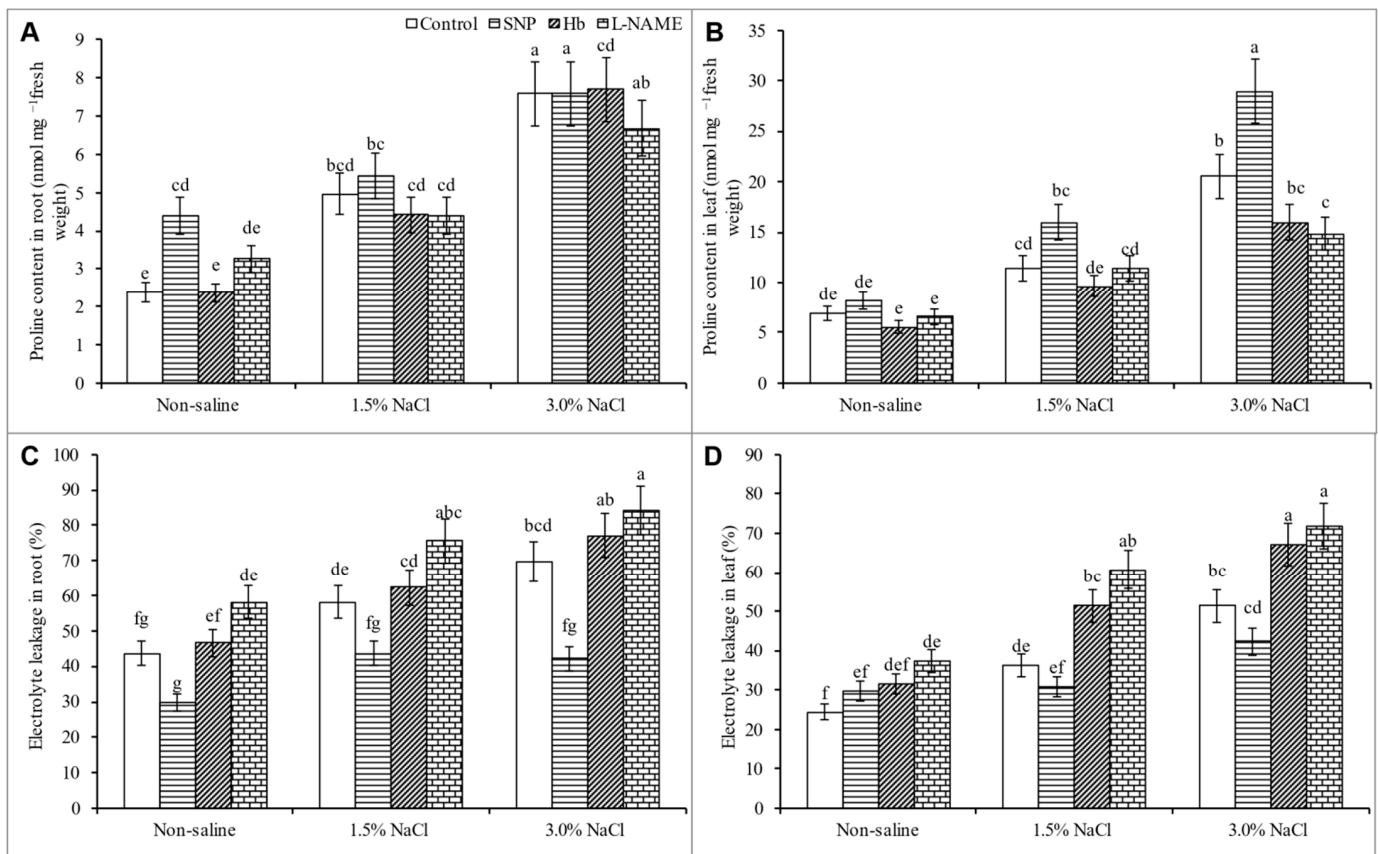 A
□Control ▤SNP ▨Hb ▤L-NAME
Proline content in root (nmol mg −1fresh
weight)
9
8
7
6
5
4
3
2
1
0
e
cd
e
de
bcd
bc
cd
cd
a
a
cd
ab
Non-saline
1.5% NaCl
3.0% NaCl
B
Proline content in leaf (nmol mg −1fresh
weight)
35
30
25
20
15
10
5
0
de
de
e
e
cd
bc
de
cd
b
a
bc
c
Non-saline
1.5% NaCl
3.0% NaCl
C
Electrolyte leakage in root (%)
100
90
80
70
60
50
40
30
20
10
0
fg
g
ef
de
de
fg
cd
abc
bcd
fg
ab
a
Non-saline
1.5% NaCl
3.0% NaCl
D
Electrolyte leakage in leaf (%)
90
80
70
60
50
40
30
20
10
0
f
ef
def
de
de
ef
bc
ab
bc
cd
a
a
Non-saline
1.5% NaCl
3.0% NaCl